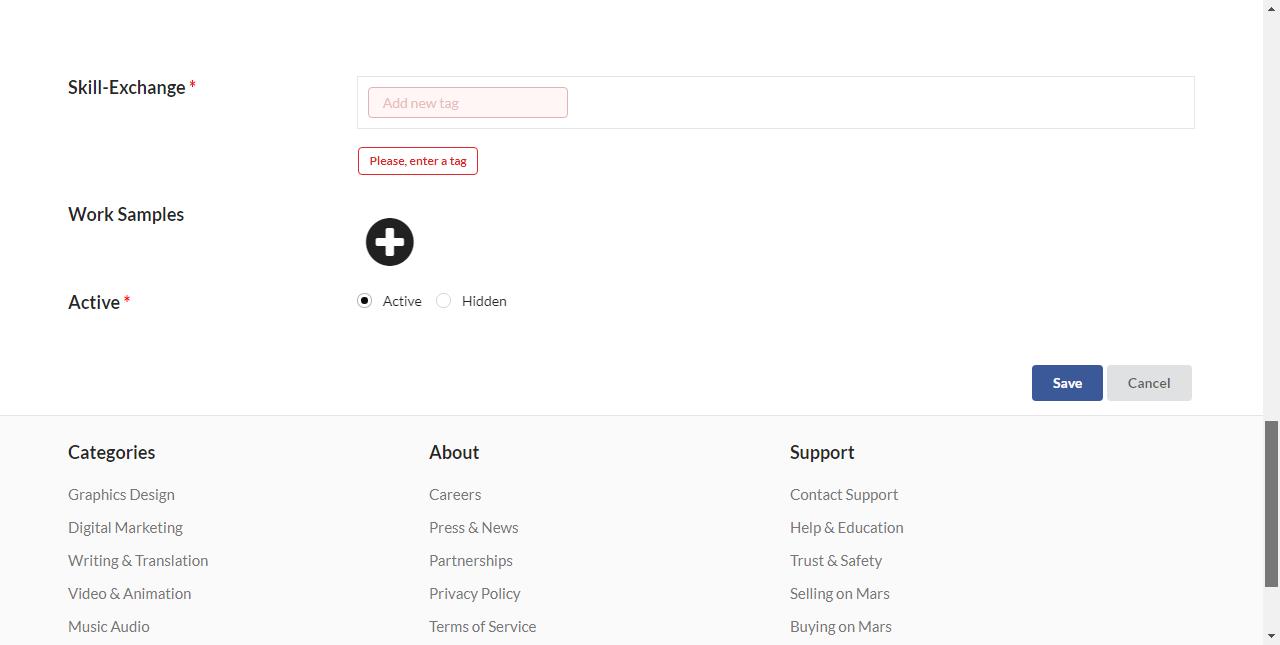 Skill-Exchange *
Add new tag
Please, enter a tag
Work Samples
Active *
Active Hidden
Save Cancel
Categories About Support
Graphics Design Careers Contact Support
Digital Marketing Press & News Help & Education
Writing & Translation Partnerships Trust & Safety
Video & Animation Privacy Policy Selling on Mars
Music Audio Terms of Service Buying on Mars